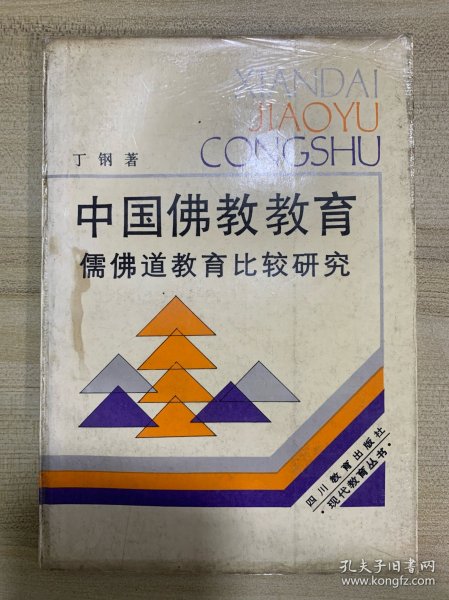 XIANDAI
JIAOYU
CONGSHU
丁钢著
中国佛教教育
儒佛道教育比较研究
四川教育出版社
·现代教育丛书·
孔夫子旧书网
www.kongfz.com